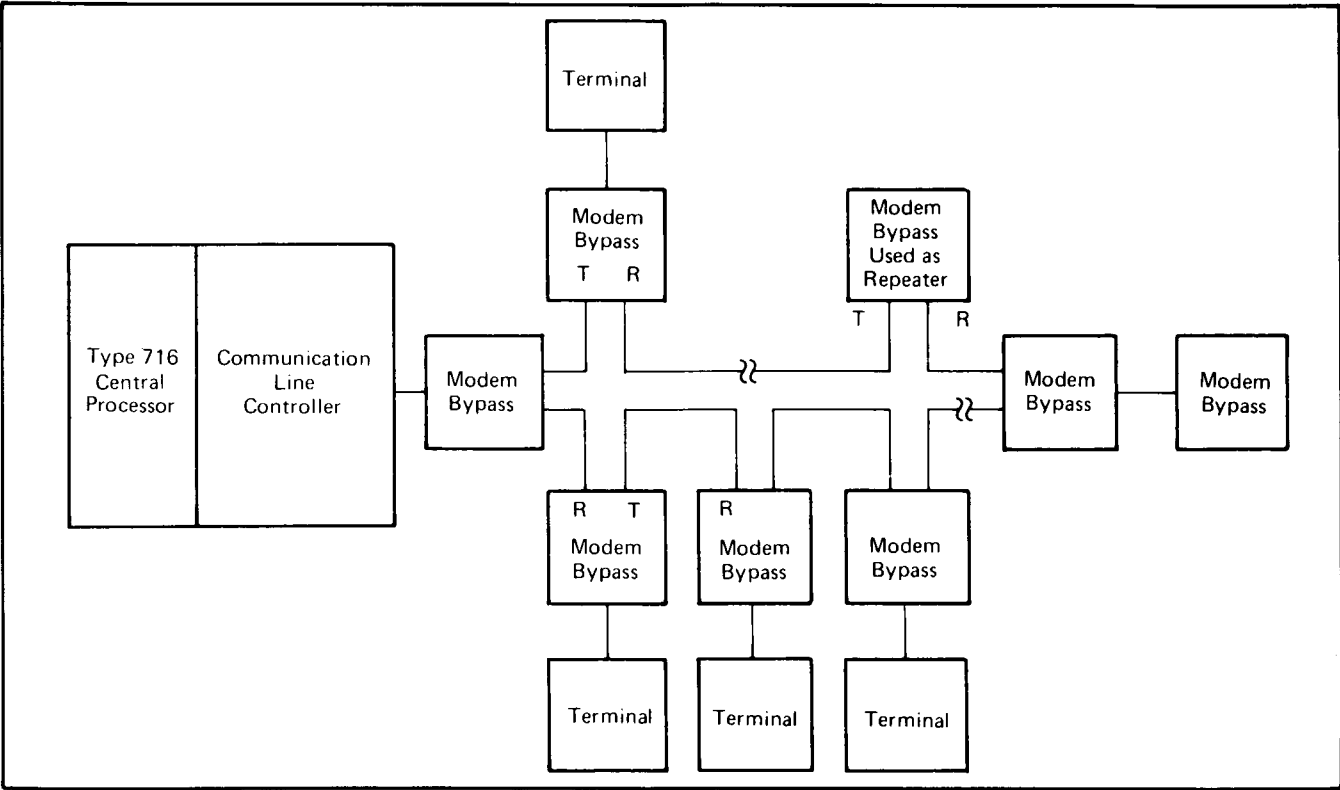 Terminal
Modem
Bypass
T R
Modem
Bypass
Used as
Repeater
T R
Type 716
Central
Processor
Communication
Line
Controller
Modem
Bypass
Modem
Bypass
Modem
Bypass
R T
Modem
Bypass
R
Modem
Bypass
Modem
Bypass
Terminal
Terminal
Terminal